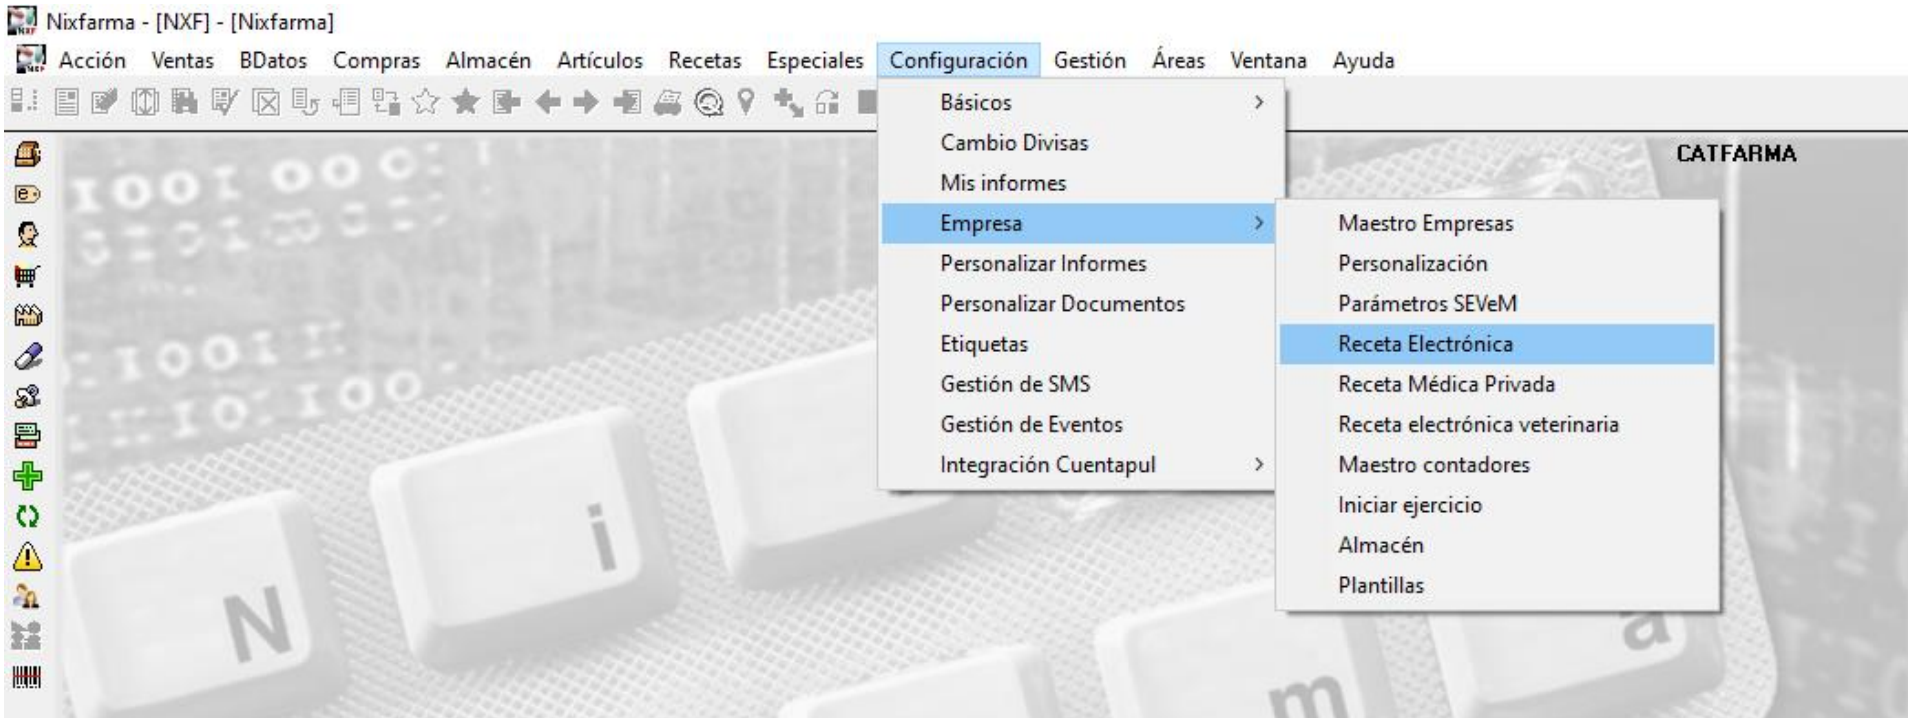 Nixfarma - [NXF] - [Nixfarma]
Acción Ventas BDatos Compras Almacén Artículos Recetas Especiales Configuración Gestión Áreas Ventana Ayuda
Básicos
Cambio Divisas
Mis informes
Empresa
Personalizar Informes
Personalizar Documentos
Etiquetas
Gestión de SMS
Gestión de Eventos
Integración Cuentapul
Maestro Empresas
Personalización
Parámetros SEVeM
Receta Electrónica
Receta Médica Privada
Receta electrónica veterinaria
Maestro contadores
Iniciar ejercicio
Almacén
Plantillas
CATFARMA
N
i
m
a